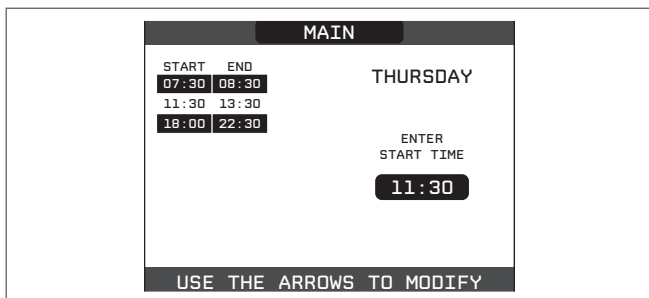 MAIN
START END
07:30 08:30
11:30 13:30
18:00 22:30
THURSDAY
ENTER
START TIME
11:30
USE THE ARROWS TO MODIFY